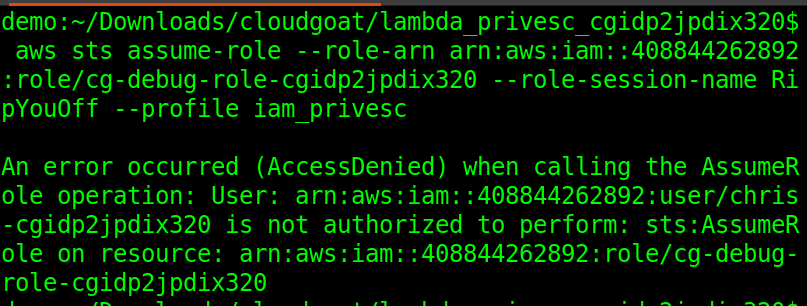 demo:~/Downloads/cloudgoat/lambda_privesc_cgidp2jpdix320$
 aws sts assume-role --role-arn arn:aws:iam::408844262892
:role/cg-debug-role-cgidp2jpdix320 --role-session-name Ri
pYouOff --profile iam_privesc

An error occurred (AccessDenied) when calling the AssumeR
ole operation: User: arn:aws:iam::408844262892:user/chris
-cgidp2jpdix320 is not authorized to perform: sts:AssumeR
ole on resource: arn:aws:iam::408844262892:role/cg-debug-
role-cgidp2jpdix320